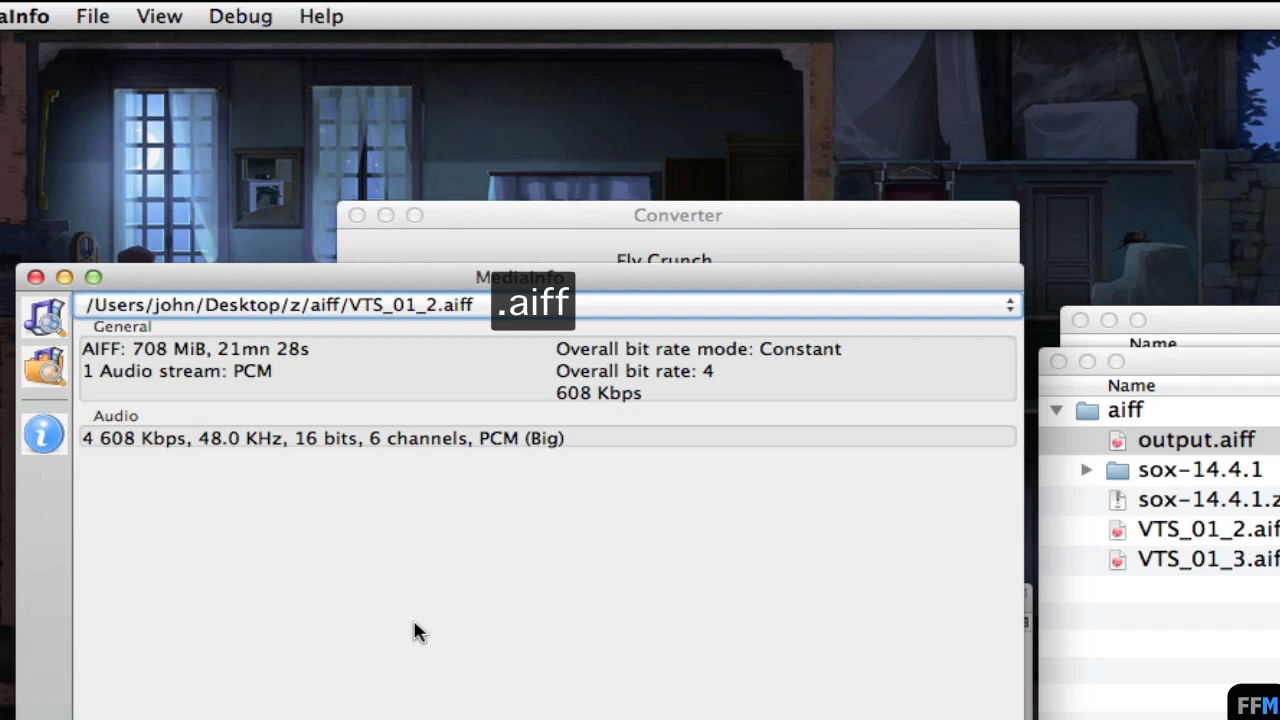 aInfo File View Debug Help
Converter
Fly Crunch
MediaInfo
.aiff
/Users/john/Desktop/z/aiff/VTS_01_2.aiff
General
AIFF: 708 MiB, 21mn 28s
1 Audio stream: PCM
Overall bit rate mode: Constant
Overall bit rate: 4
608 Kbps
Audio
4 608 Kbps, 48.0 KHz, 16 bits, 6 channels, PCM (Big)
Name
Name
aiff
output.aiff
sox-14.4.1
sox-14.4.1.z
VTS_01_2.aif
VTS_01_3.aif
FFM